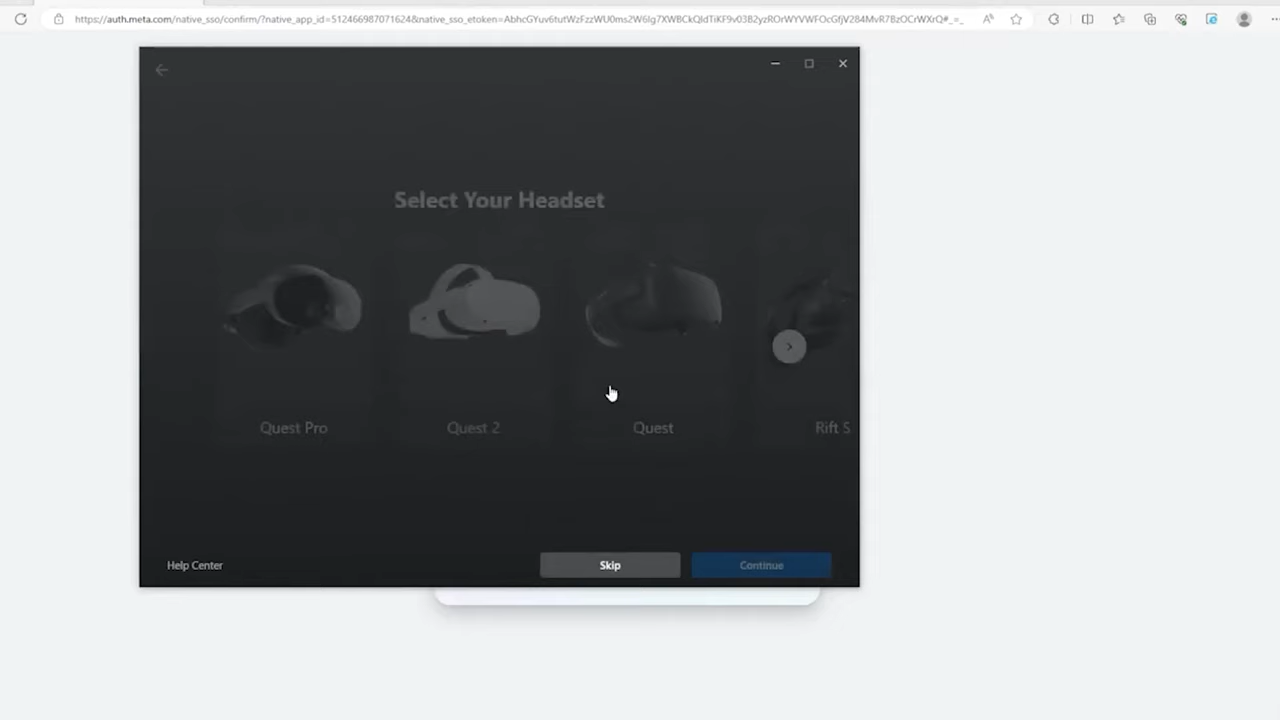 https://auth.meta.com/native_sso/confirm/?native_app_id=512466987071624&native_sso_etoken=AbhcGYuv6tutWzFzzWU0ms2W6Ig7XWBCkQIdTiKF9v03B2yzROrWYVWFOcGfjV284MvR7BzOCrWXrQ#_=_
Select Your Headset
Quest Pro
Quest 2
Quest
Rift S
Help Center
Skip
Continue